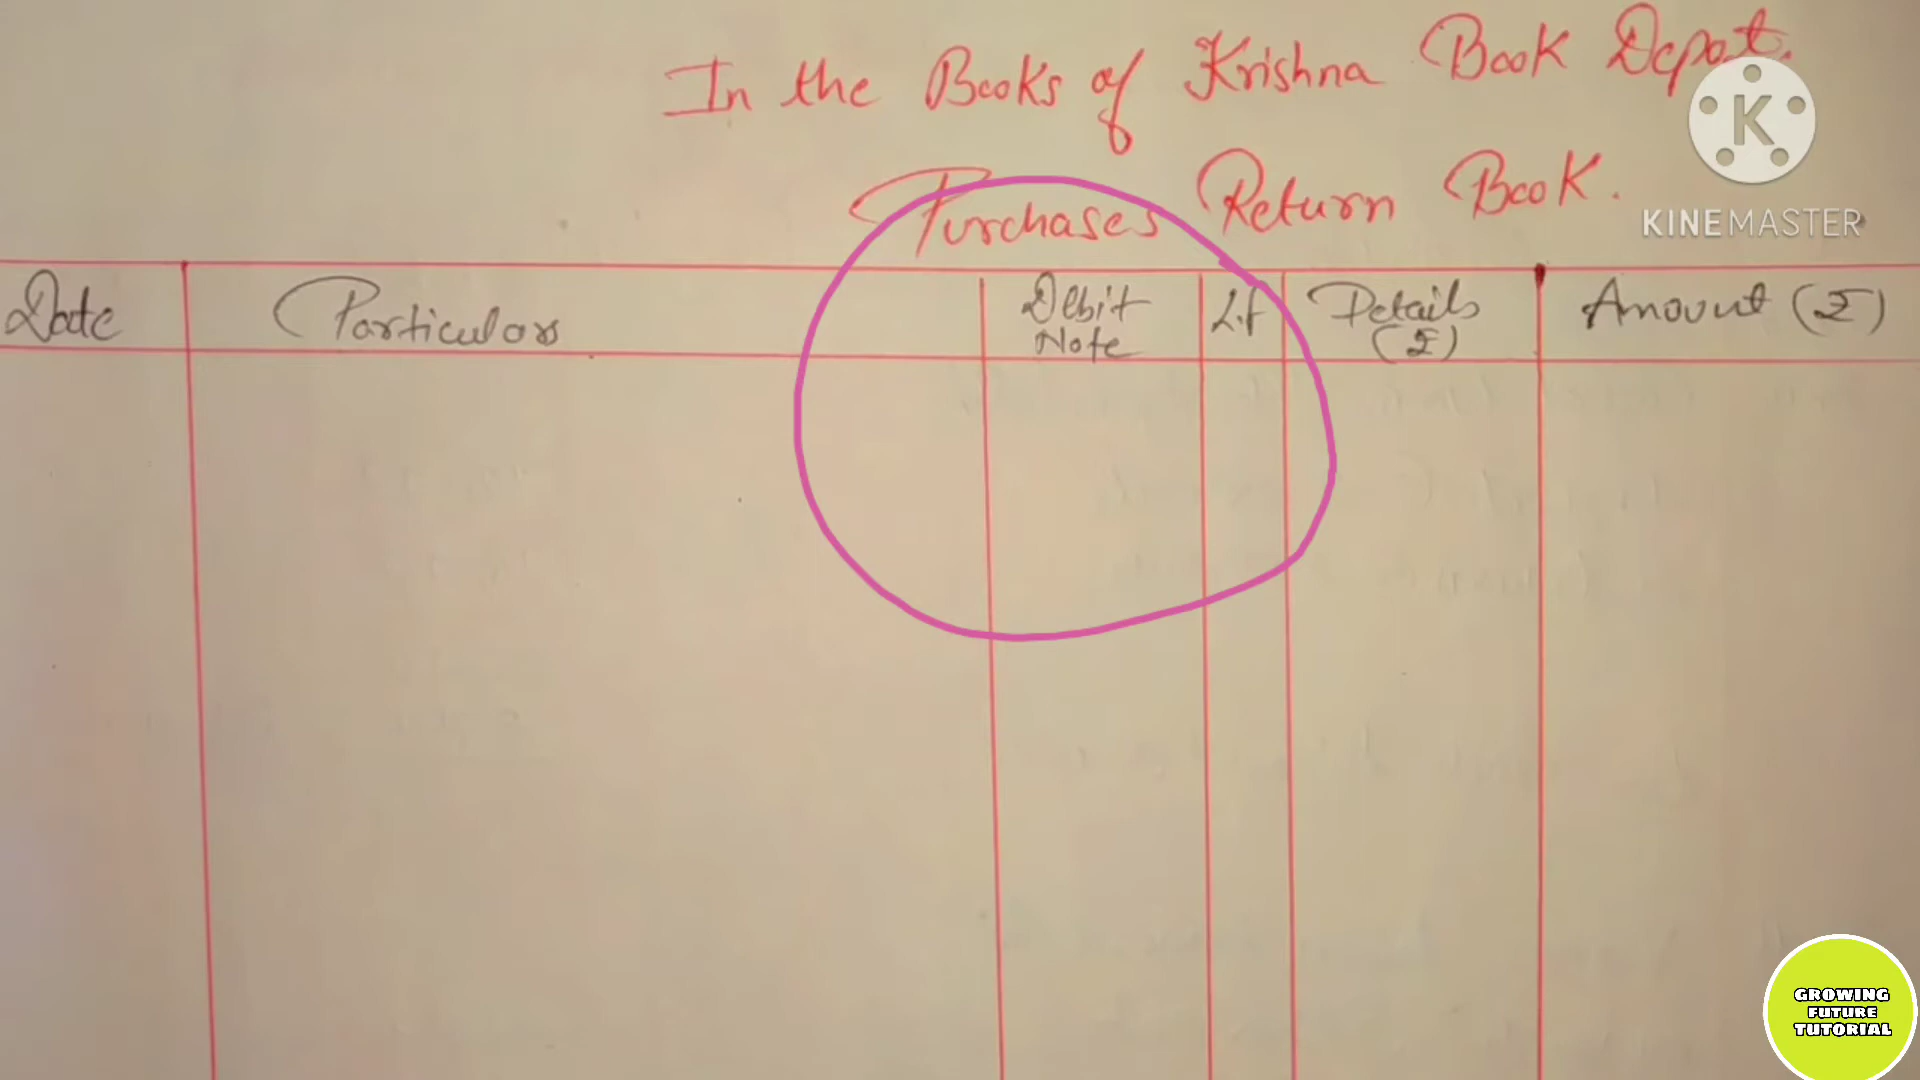 In the Books of Krishna Book Depot.
Purchases Return Book.
Date Particulars Debit Note L.f Details (₹) Amount (₹)
K
KINEMASTER
GROWING
FUTURE
TUTORIAL